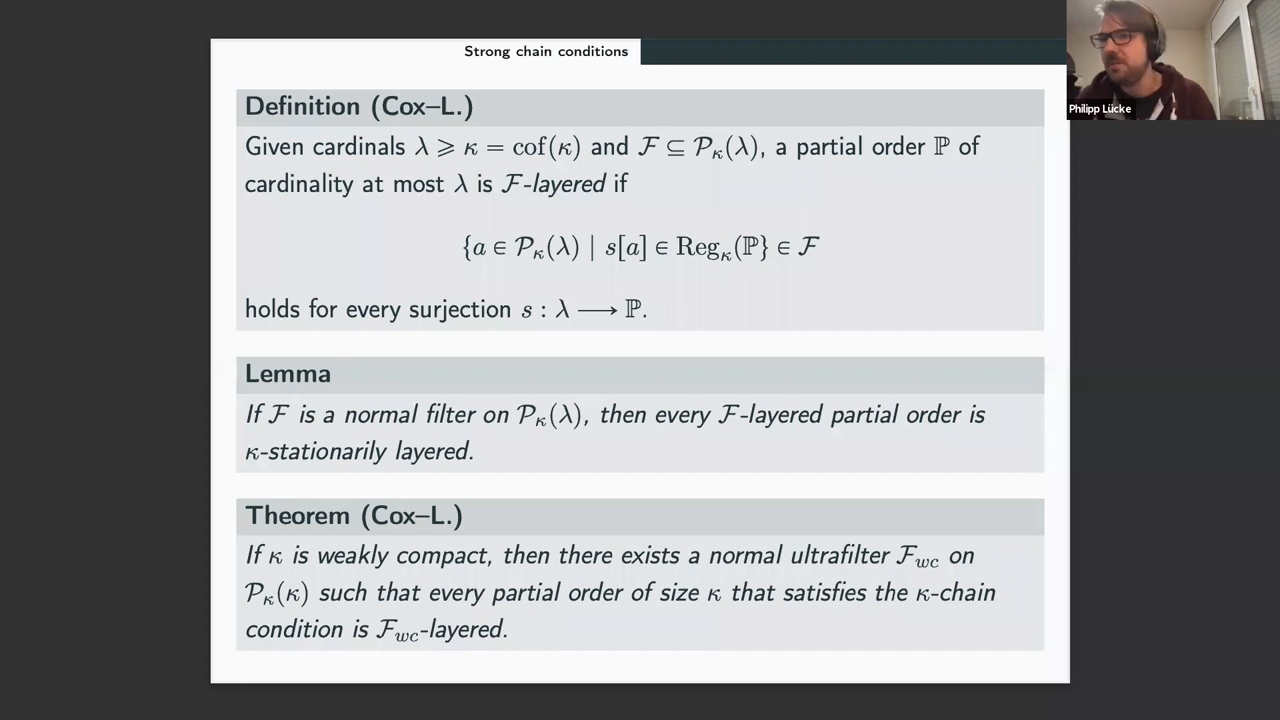 Strong chain conditions
Definition (Cox–L.)
Given cardinals λ ⩾ κ = cof(κ) and ℱ ⊆ 𝒫κ(λ), a partial order ℙ of
cardinality at most λ is ℱ-layered if
{a ∈ 𝒫κ(λ) | s[a] ∈ Regκ(ℙ} ∈ ℱ
holds for every surjection s : λ ⟶ ℙ.
Lemma
If ℱ is a normal filter on 𝒫κ(λ), then every ℱ-layered partial order is
κ-stationarily layered.
Theorem (Cox–L.)
If κ is weakly compact, then there exists a normal ultrafilter ℱwc on
𝒫κ(κ) such that every partial order of size κ that satisfies the κ-chain
condition is ℱwc-layered.
Philipp Lücke